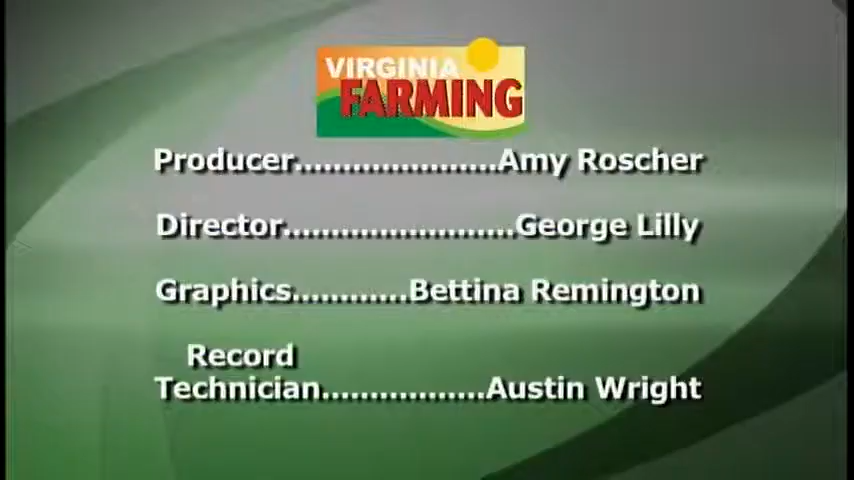 VIRGINIA
FARMING
Producer.....................Amy Roscher
Director........................George Lilly
Graphics............Bettina Remington
Record
Technician.................Austin Wright